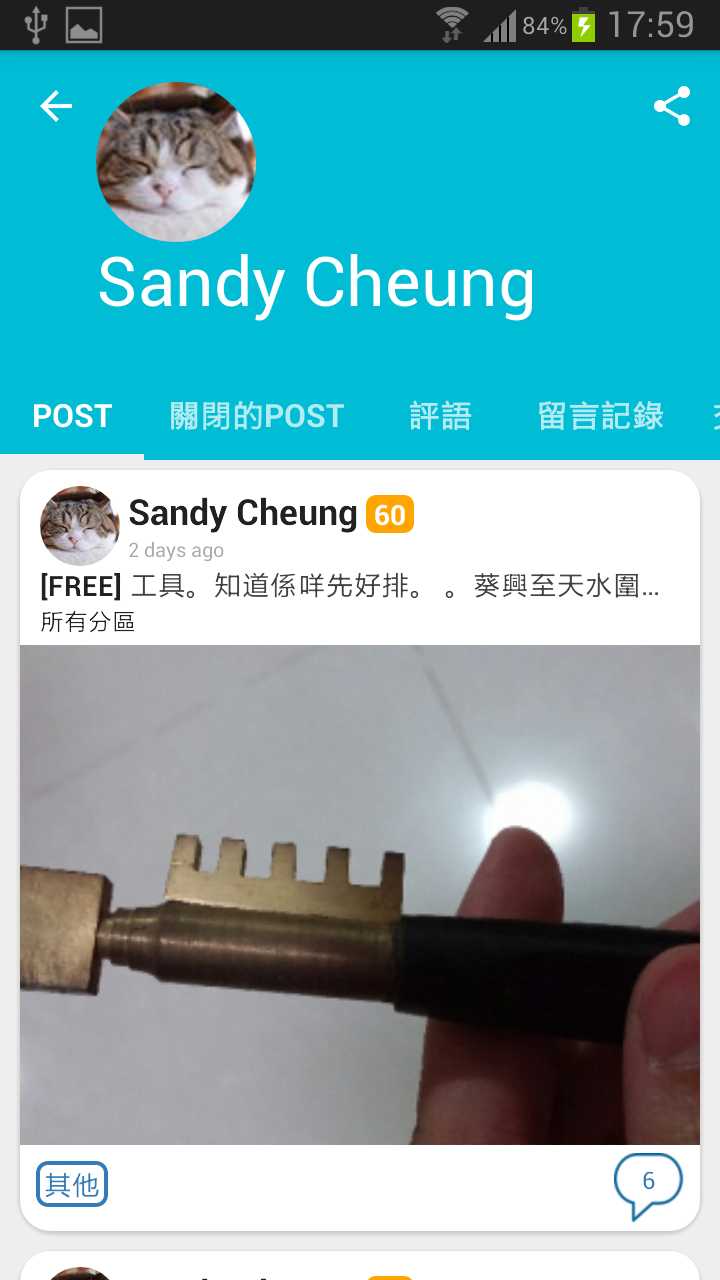 84% 17:59
Sandy Cheung
POST 關閉的POST 評語 留言記錄
Sandy Cheung 60
2 days ago
[FREE] 工具。知道係咩先好排。 。葵興至天水圍...
所有分區
其他 6